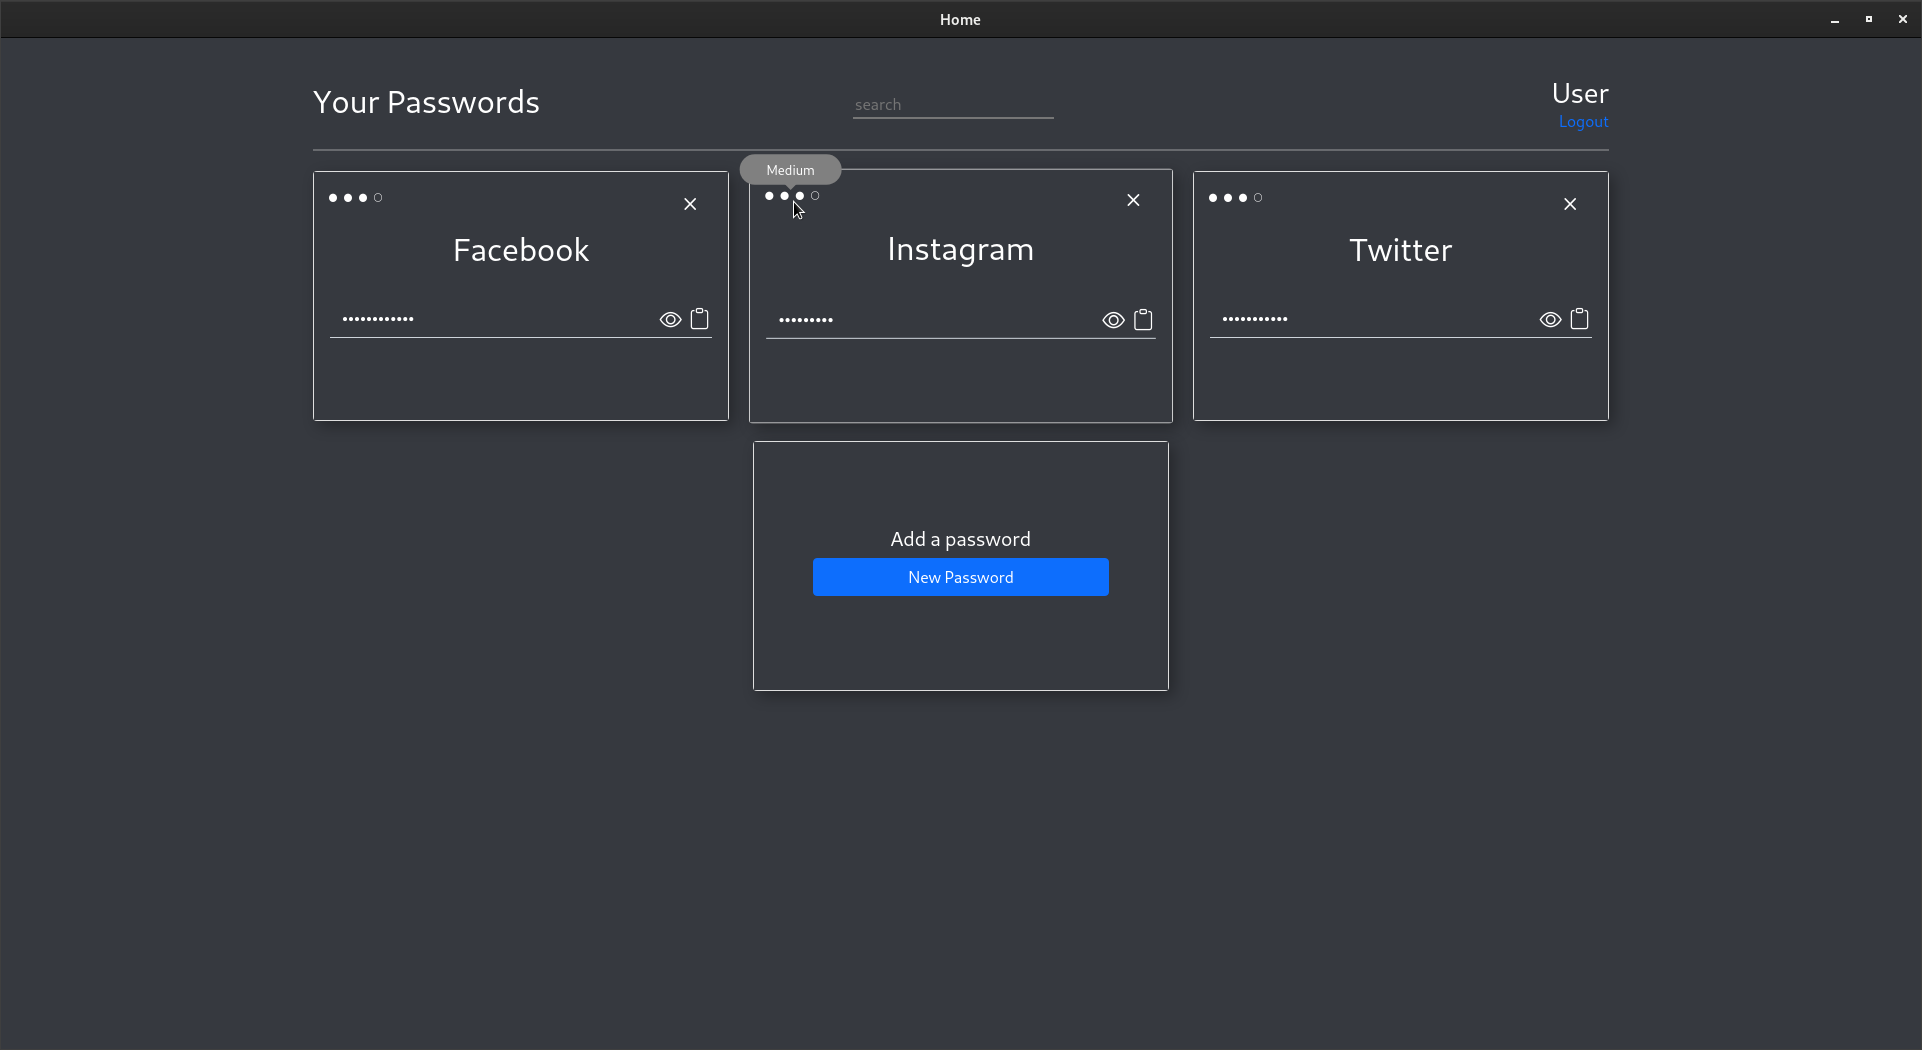 Home
Your Passwords
search
User
Logout
Medium
Facebook
••••••••••••
Instagram
•••••••••
Twitter
•••••••••••
Add a password
New Password